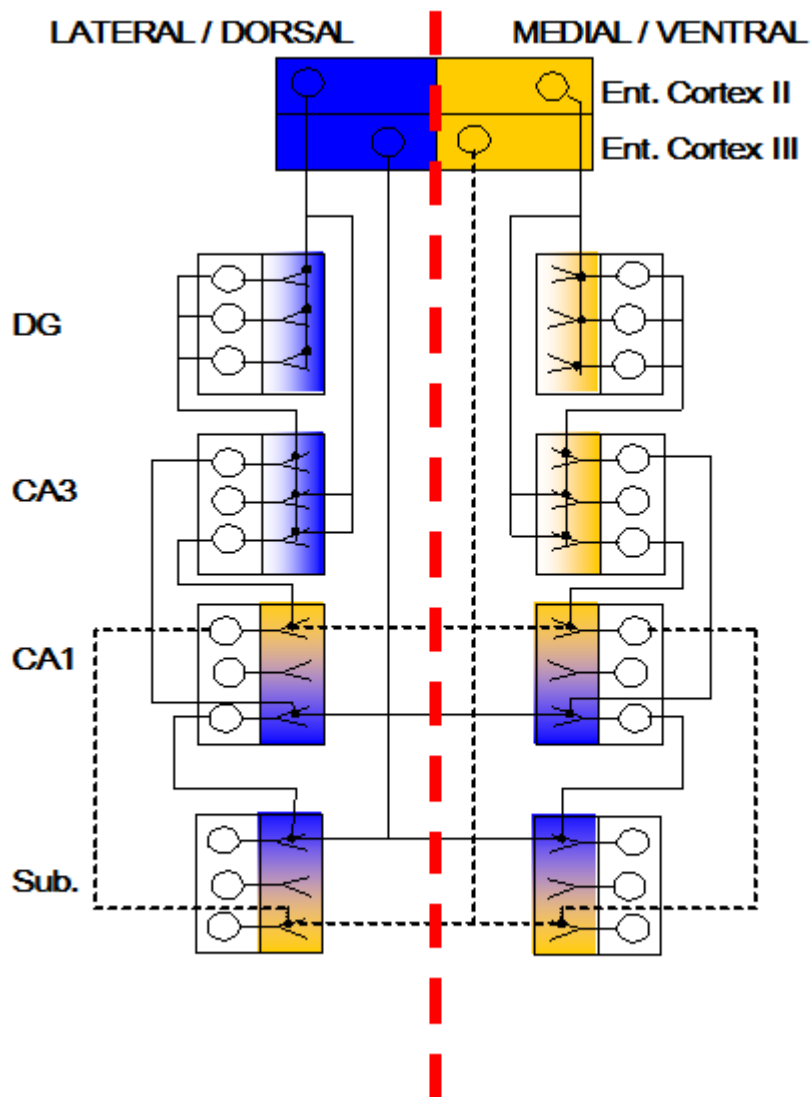 LATERAL / DORSAL
MEDIAL / VENTRAL
Ent. Cortex II
Ent. Cortex III
DG
CA3
CA1
Sub.